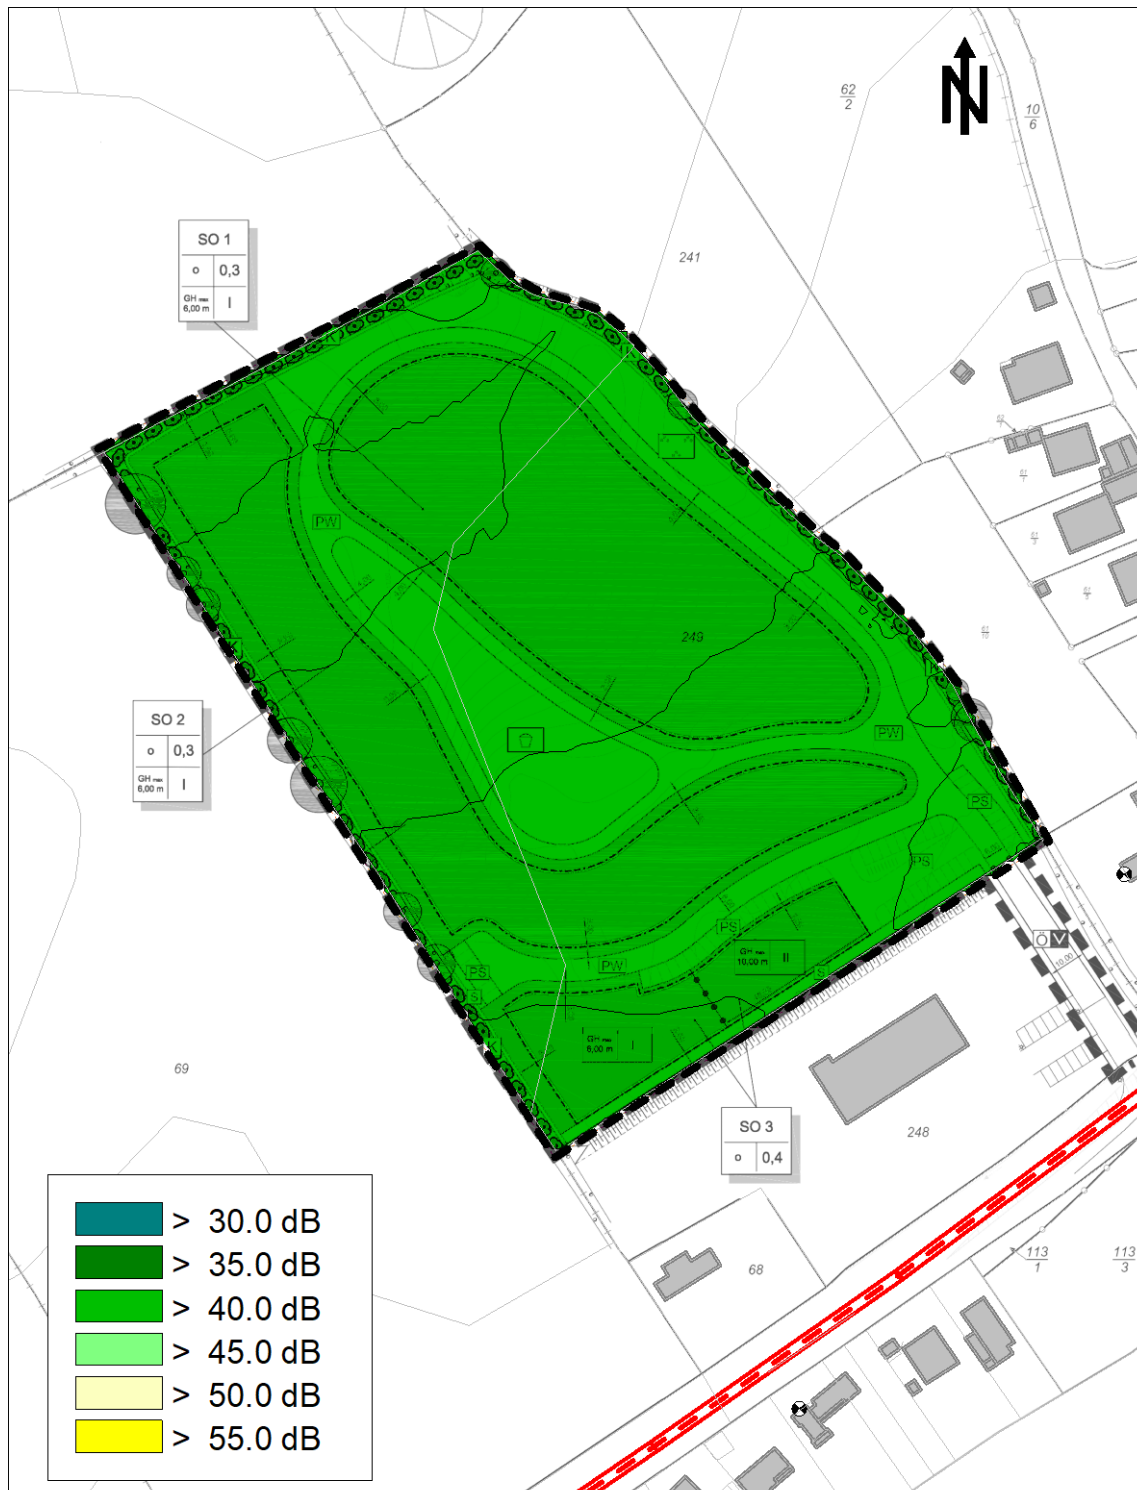 N
62
2
10
6
241
SO 1
o 0,3
GH max
6,00 m I
PW
249
SO 2
o 0,3
GH max
6,00 m I
PW
PS
PS
PS
GH max
10,00 m II
PW
PS
S
S
Ö V
10,00
GH max
6,00 m I
69
SO 3
o 0,4
248
68
113
1
113
3
> 30.0 dB
> 35.0 dB
> 40.0 dB
> 45.0 dB
> 50.0 dB
> 55.0 dB